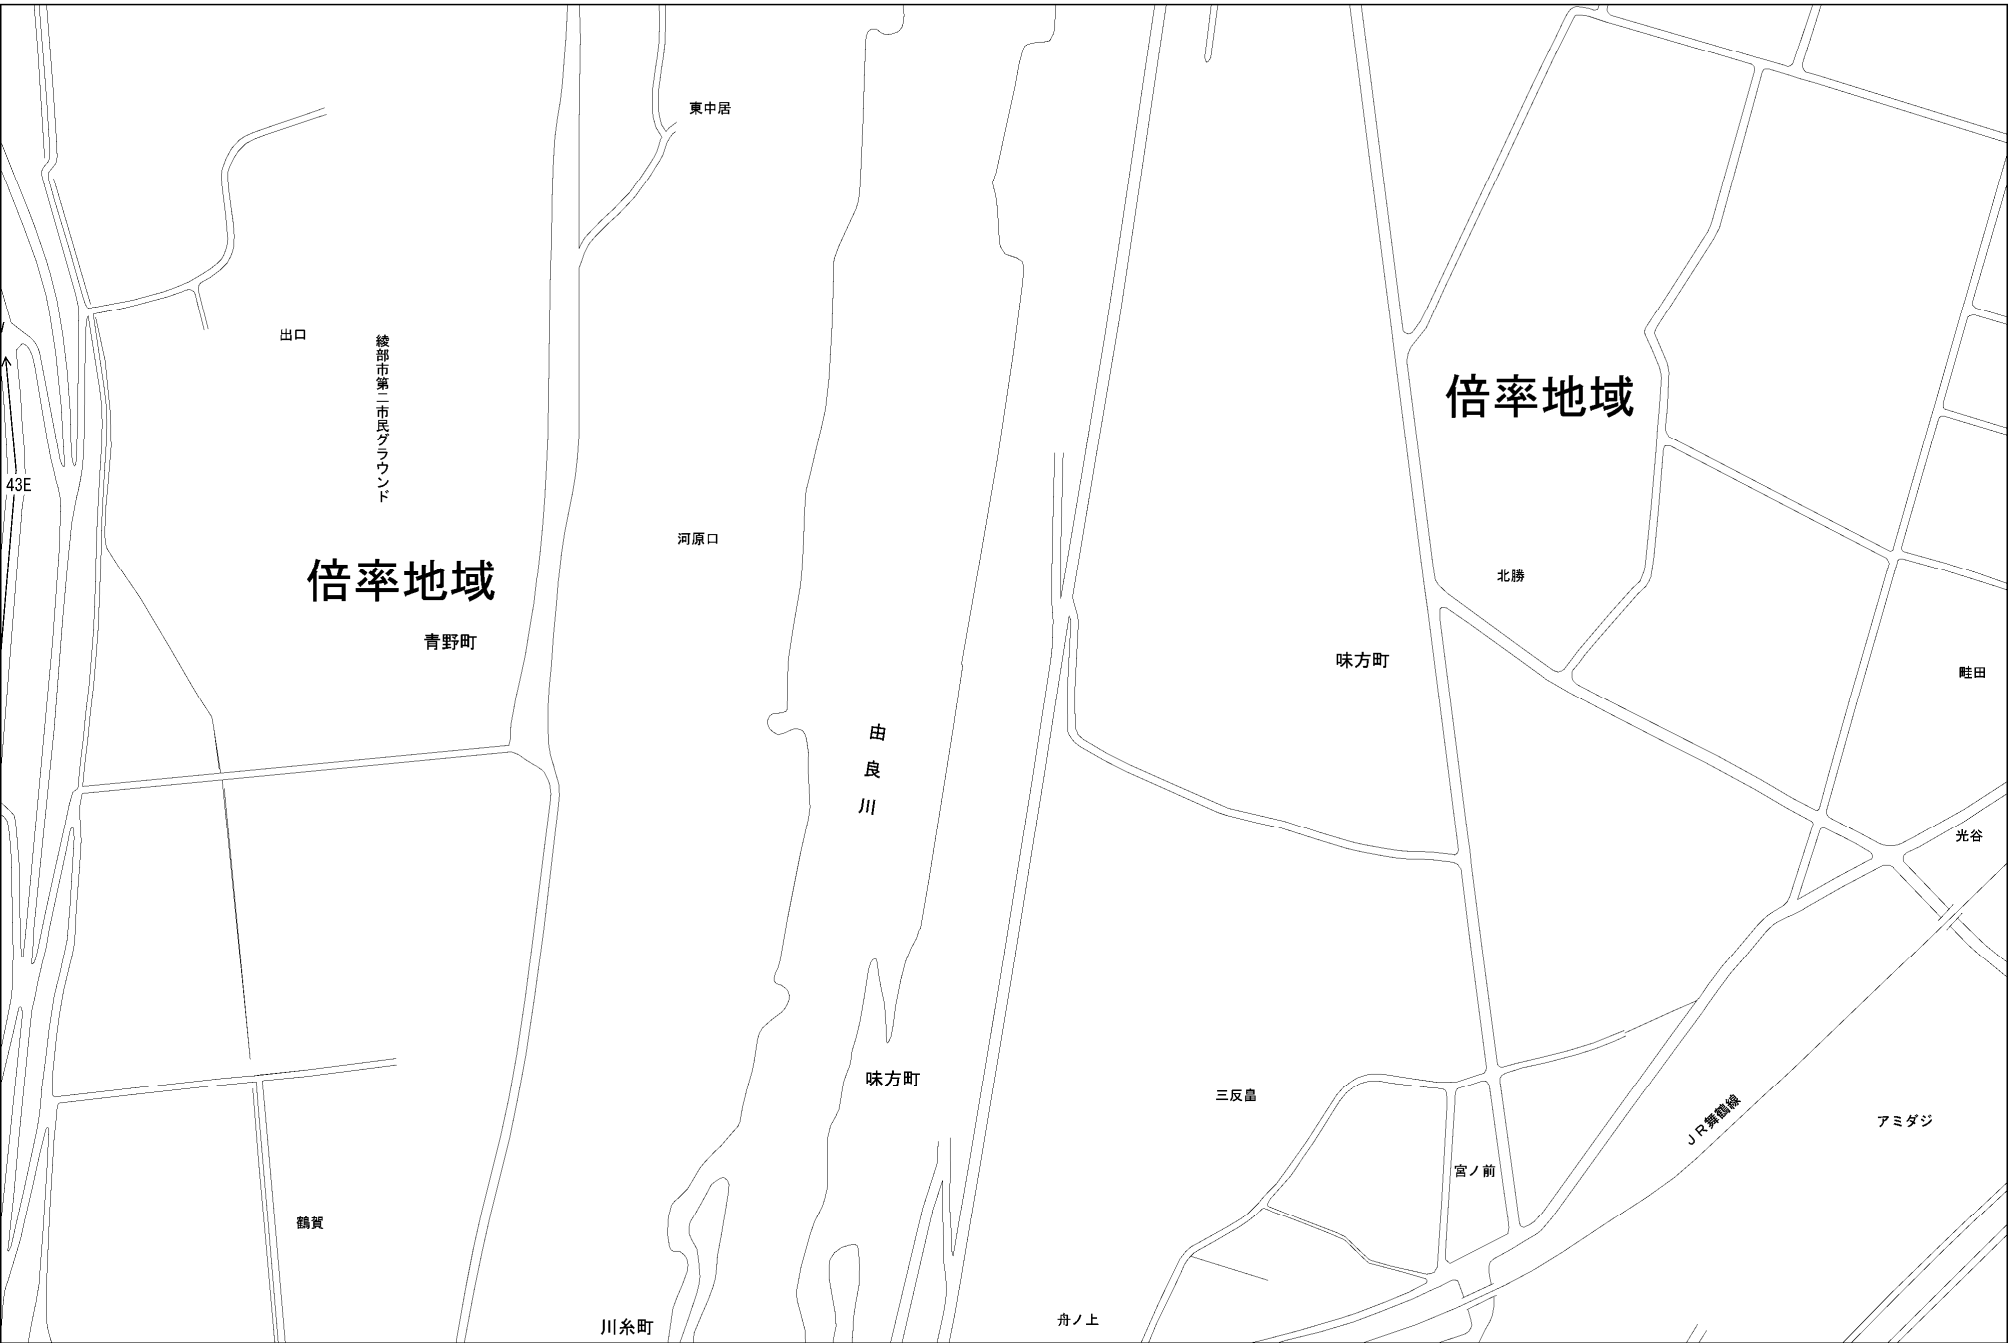 東中居
出口
綾部市第二市民グラウンド
倍率地域
43E
河原口
倍率地域
北勝
青野町
味方町
畦田
由良川
光谷
味方町
三反畠
JR舞鶴線
アミダジ
宮ノ前
鶴賀
川糸町
舟ノ上